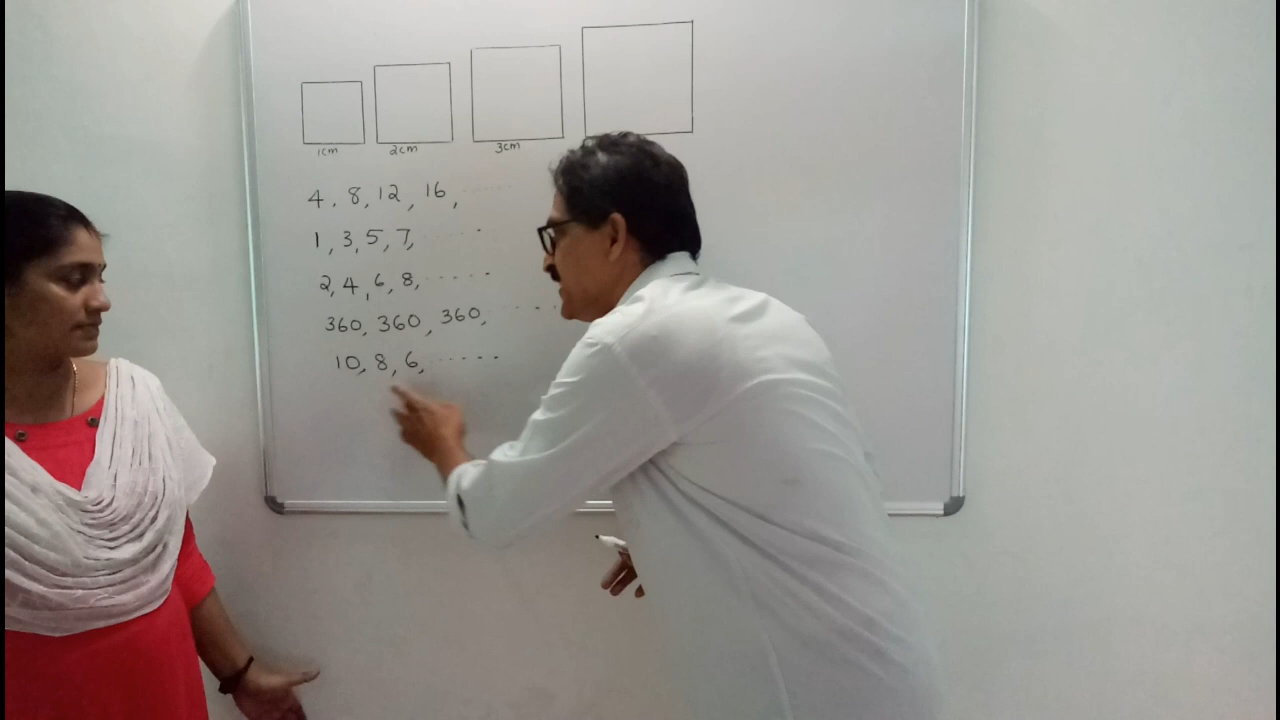 1cm 2cm 3cm
4, 8, 12, 16, ......
1, 3, 5, 7, .....
2, 4, 6, 8, .....
360, 360, 360, .....
10, 8, 6, .....